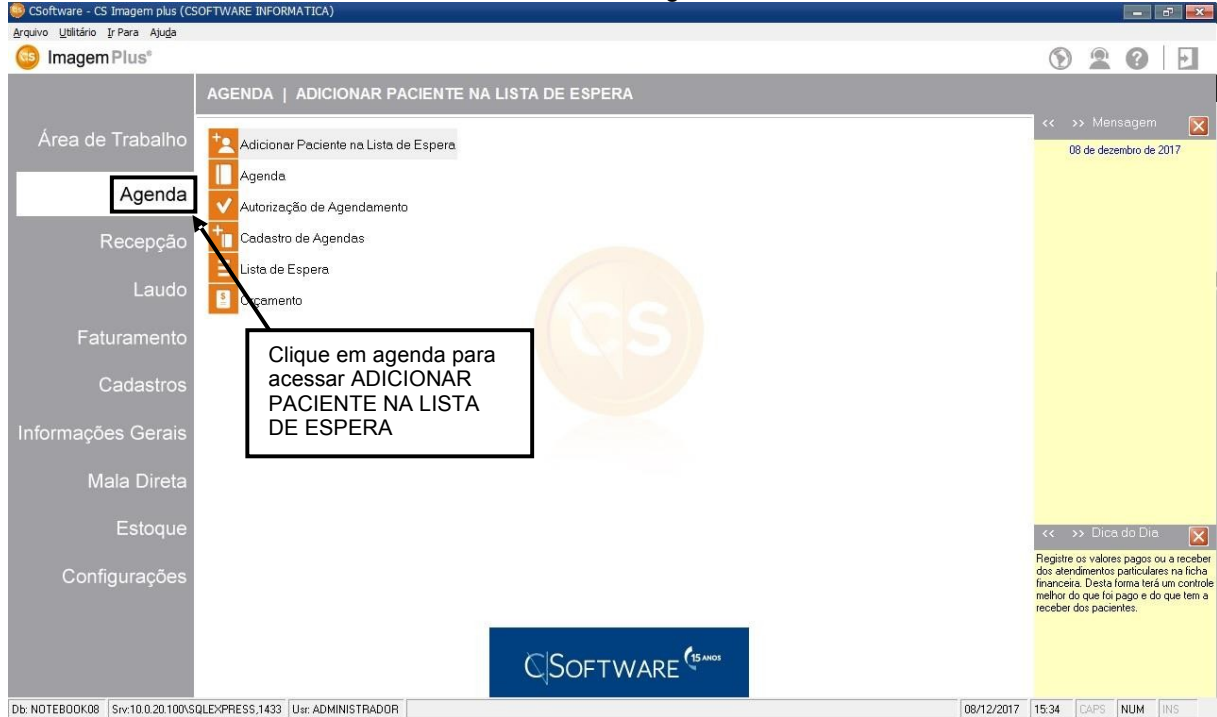 CSoftware - CS Imagem plus (CSOFTWARE INFORMATICA)
Arquivo Utilitário Ir Para Ajuda
cs ImagemPlus®
AGENDA | ADICIONAR PACIENTE NA LISTA DE ESPERA
Área de Trabalho
Agenda
Recepção
Laudo
Faturamento
Cadastros
Informações Gerais
Mala Direta
Estoque
Configurações
Adicionar Paciente na Lista de Espera
Agenda
Autorização de Agendamento
Cadastro de Agendas
Lista de Espera
Orçamento
Clique em agenda para
acessar ADICIONAR
PACIENTE NA LISTA
DE ESPERA
CS
<< >> Mensagem
08 de dezembro de 2017
<< >> Dica do Dia
Registre os valores pagos ou a receber
dos atendimentos particulares na ficha
financeira. Desta forma terá um controle
melhor do que foi pago e do que tem a
receber dos pacientes.
CSOFTWARE 15 ANOS
Db: NOTEBOOK08 Srv:10.0.20.100\SQLEXPRESS,1433 Usr: ADMINISTRADOR 08/12/2017 15:34 CAPS NUM INS